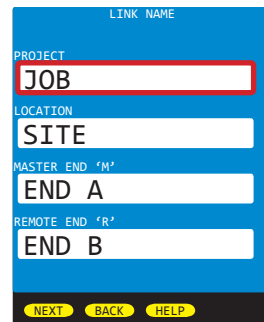 LINK NAME
PROJECT
JOB
LOCATION
SITE
MASTER END ‘M’
END A
REMOTE END ‘R’
END B
NEXT BACK HELP